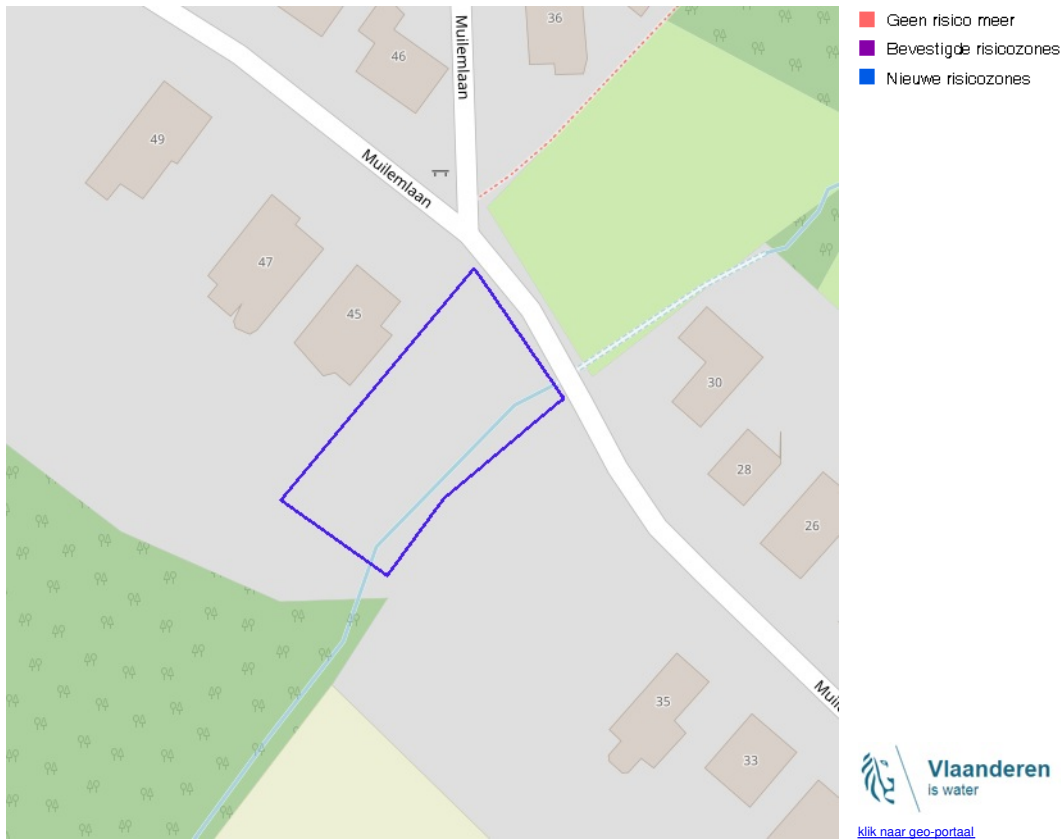 Muilemlaan
36
46
49
Muilemlaan
47
45
30
28
26
35
33
Geen risico meer
Bevestigde risicozones
Nieuwe risicozones
Vlaanderen
is water
klik naar geo-portaal